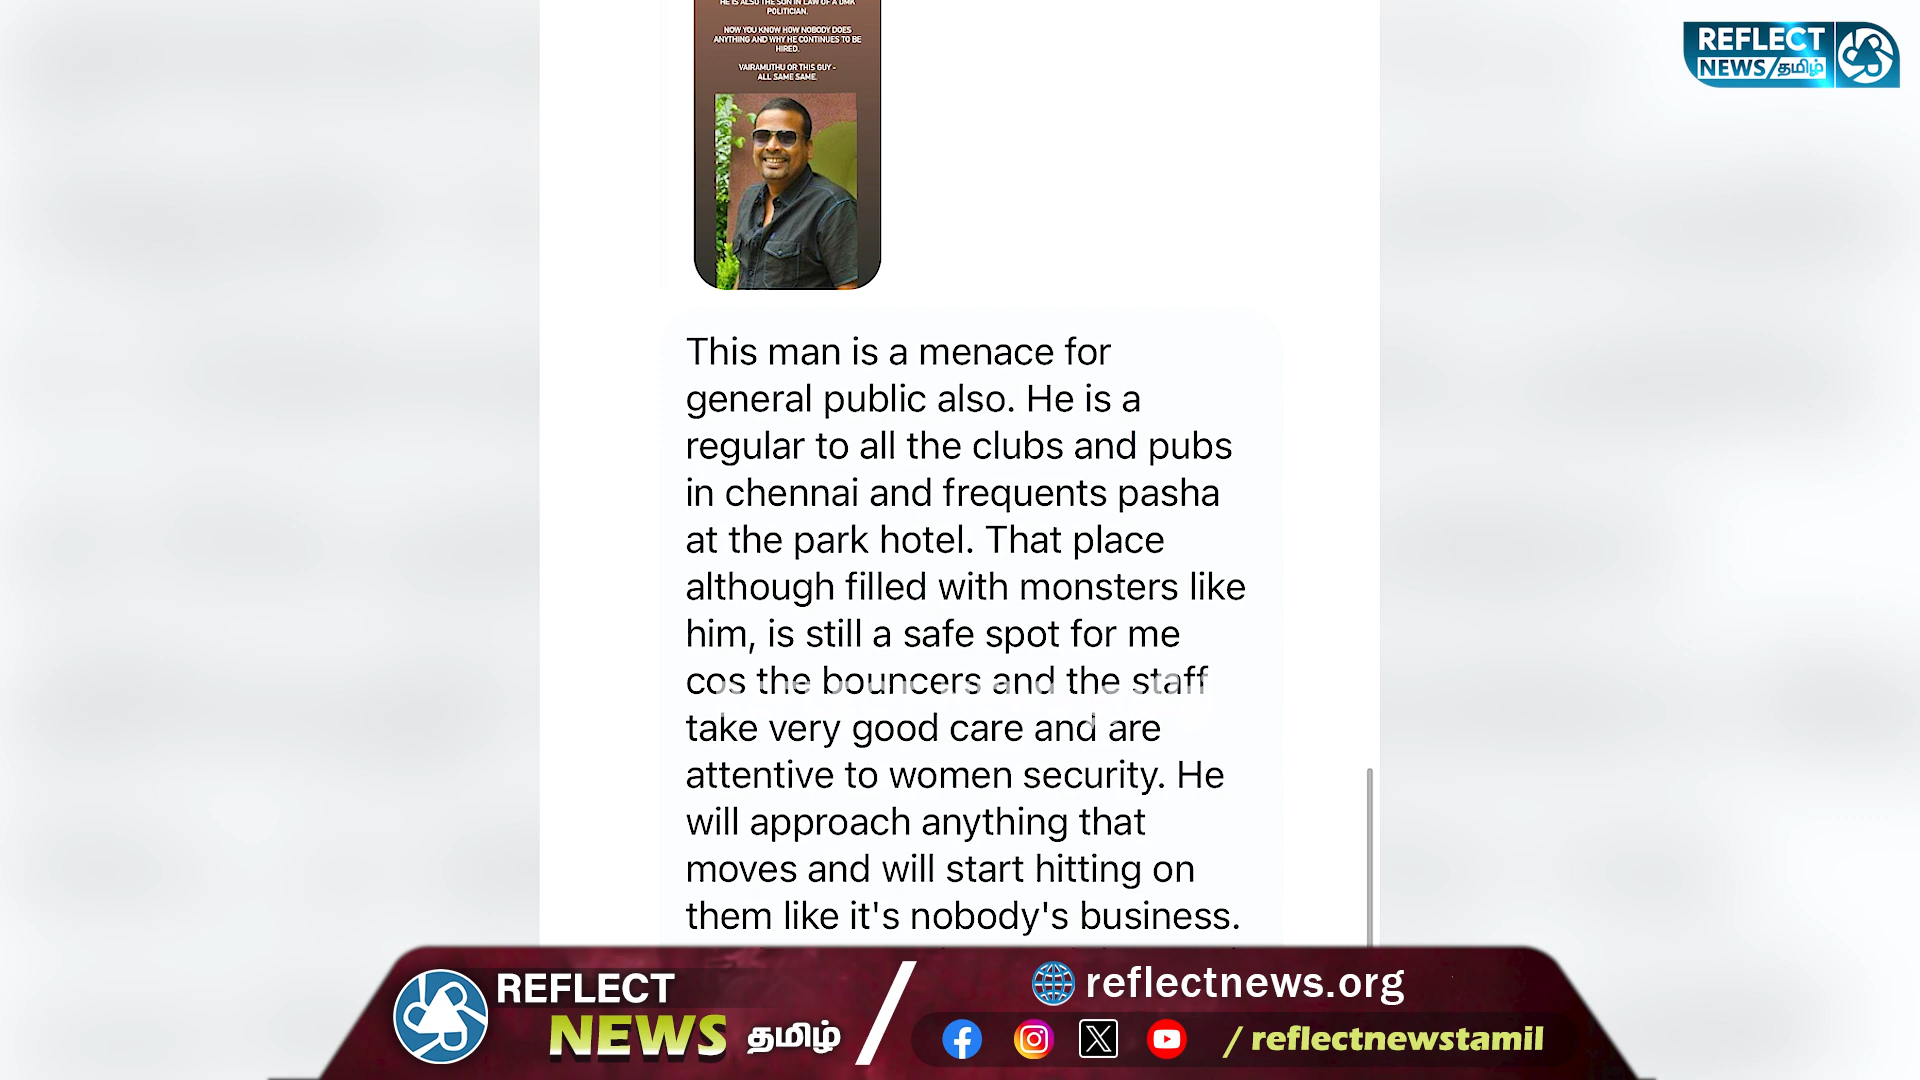 HE IS ALSO THE SON IN LAW OF A DMK
POLITICIAN.
NOW YOU KNOW HOW NOBODY DOES
ANYTHING AND WHY HE CONTINUES TO BE
HIRED.
VAIRAMUTHU OR THIS GUY -
ALL SAME SAME.
REFLECT
NEWS/தமிழ்
This man is a menace for
general public also. He is a
regular to all the clubs and pubs
in chennai and frequents pasha
at the park hotel. That place
although filled with monsters like
him, is still a safe spot for me
cos the bouncers and the staff
take very good care and are
attentive to women security. He
will approach anything that
moves and will start hitting on
them like it's nobody's business.
REFLECT
NEWS தமிழ்
reflectnews.org
/ reflectnewstamil